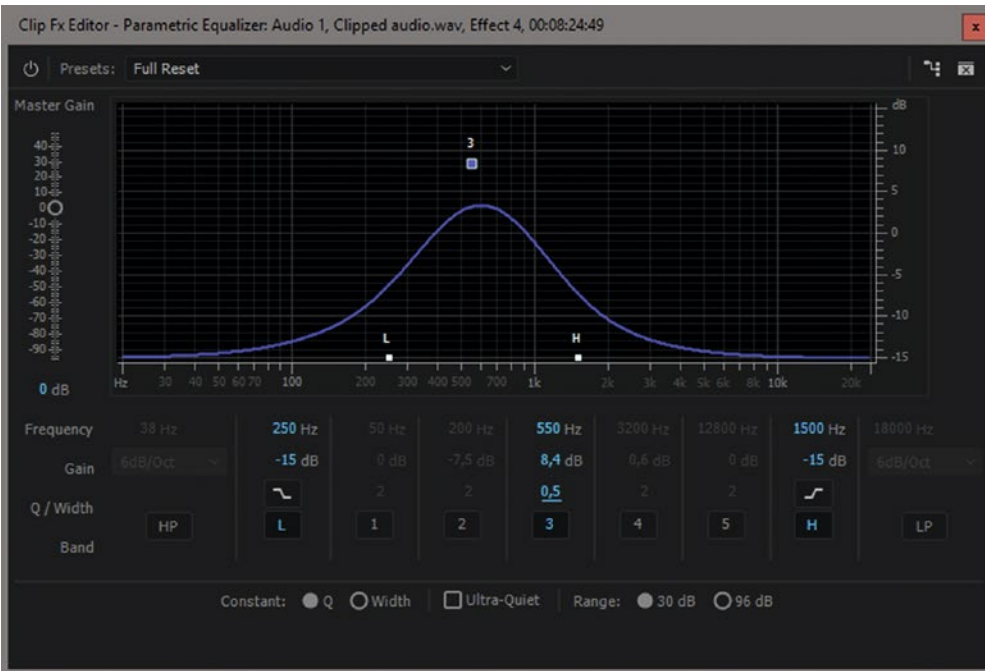 Clip Fx Editor - Parametric Equalizer: Audio 1, Clipped audio.wav, Effect 4, 00:08:24:49
x
Presets: Full Reset
Master Gain
dB
40
30
20
10
0
-10
-20
-30
-40
-50
-60
-70
-80
-90
0 dB
3
L
H
10
5
0
-5
-10
-15
Hz 30 40 50 60 70 100 200 300 400 500 700 1k 2k 3k 4k 5k 6k 8k 10k 20k
Frequency 38 Hz 250 Hz 50 Hz 200 Hz 550 Hz 3200 Hz 12800 Hz 1500 Hz 18000 Hz
Gain 6dB/Oct -15 dB 0 dB -7,5 dB 8,4 dB 0,6 dB 0 dB -15 dB 6dB/Oct
Q / Width 2 2 0,5 2 2
Band HP L 1 2 3 4 5 H LP
Constant: Q Width Ultra-Quiet Range: 30 dB 96 dB